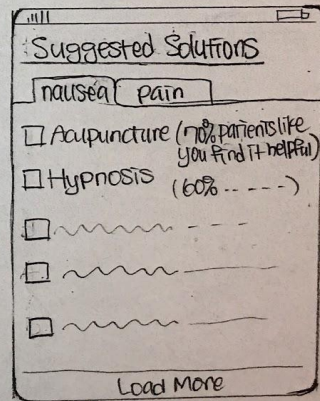 Suggested Solutions
nausea pain
Acupuncture (70% patients like
you find it helpful)
Hypnosis (60% -----)
Load More